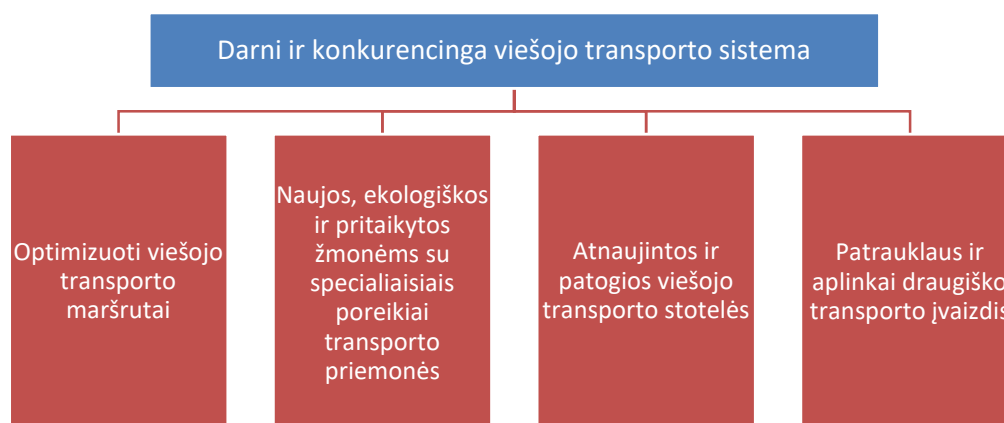 Darni ir konkurencinga viešojo transporto sistema
Optimizuoti viešojo
transporto
maršrutai
Naujos, ekologiškos
ir pritaikytos
žmonėms su
specialiaisiais
poreikiai
transporto
priemonės
Atnaujintos ir
patogios viešojo
transporto stotelės
Patrauklaus ir
aplinkai draugiško
transporto įvaizdis